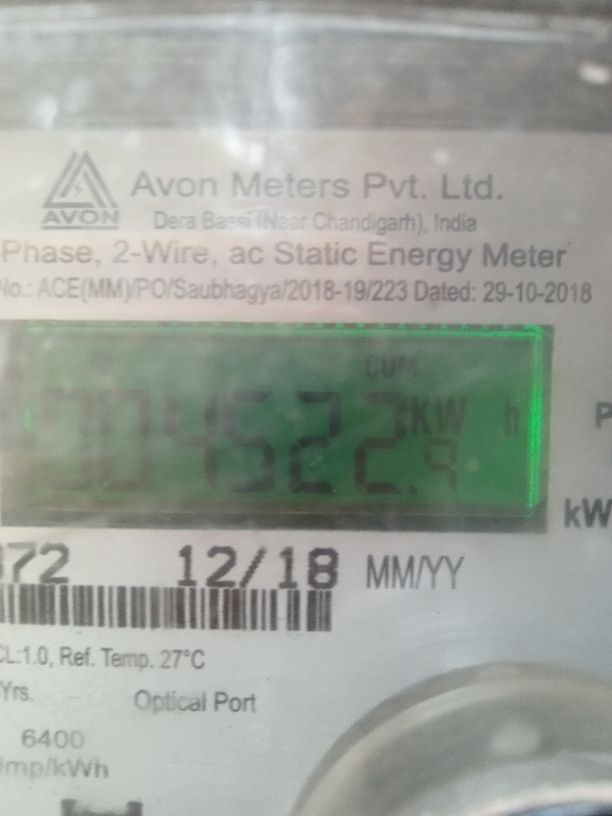 AVON
Avon Meters Pvt. Ltd.
Dera Bassi (Near Chandigarh), India
Phase, 2-Wire, ac Static Energy Meter
No.: ACE(MM)/PO/Saubhagya/2018-19/223 Dated: 29-10-2018
CUM
004522.9 KW h
P
kW
72 12/18 MM/YY
CL:1.0, Ref. Temp. 27°C
Yrs.
Optical Port
6400
imp/kWh